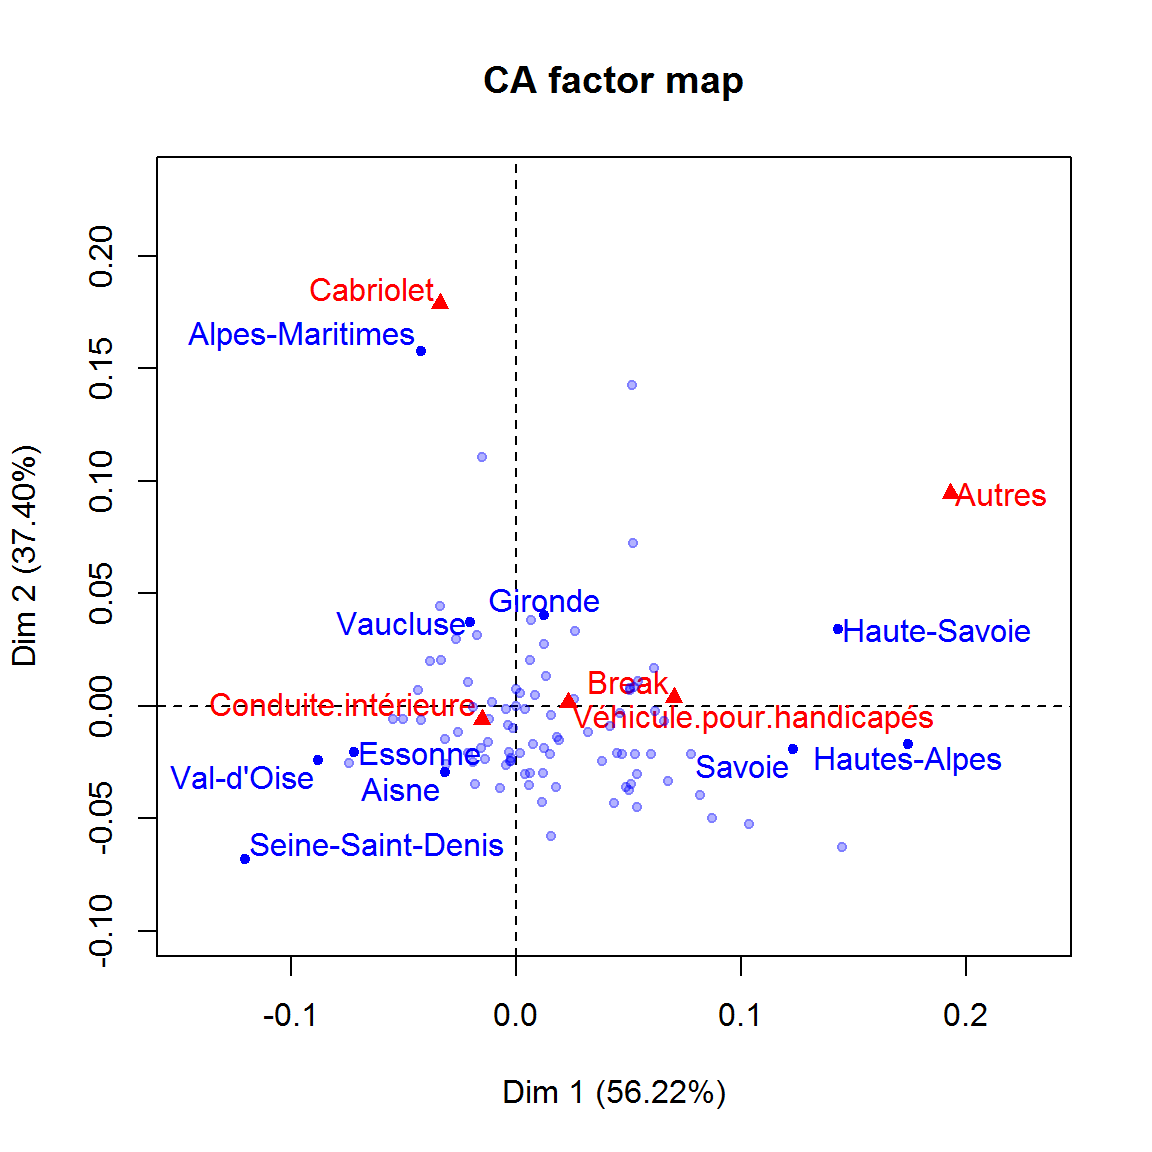 CA factor map
Dim 2 (37.40%)
0.20
0.15
0.10
0.05
0.00
-0.05
-0.10
Cabriolet
Alpes-Maritimes
Autres
Gironde
Vaucluse
Haute-Savoie
Break
Conduite.intérieure
Véhicule.pour.handicapés
Essonne
Val-d'Oise
Aisne
Savoie
Hautes-Alpes
Seine-Saint-Denis
-0.1
0.0
0.1
0.2
Dim 1 (56.22%)